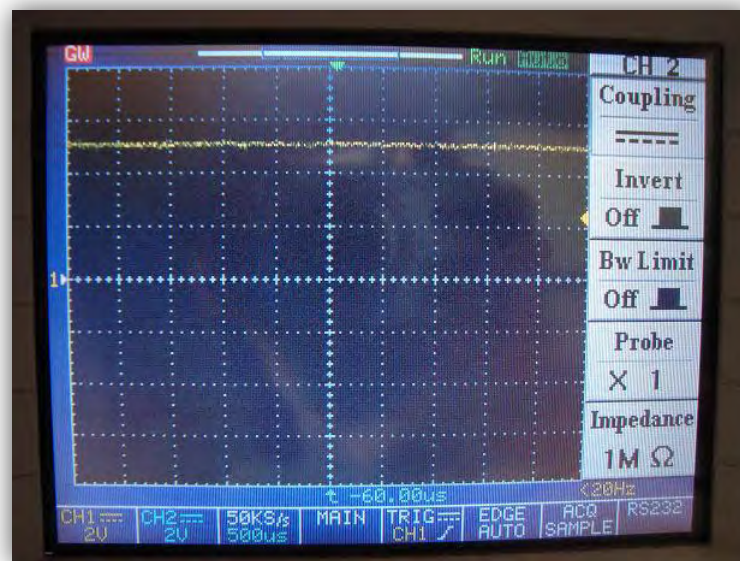 GW
Run
CH 2
Coupling
Invert
Off
Bw Limit
Off
Probe
X 1
Impedance
1M Ω
1
-60.00us
<20Hz
CH1 2V
CH2 2V
50KS/s 500us
MAIN
TRIG CH1
EDGE AUTO
ACQ SAMPLE
RS232